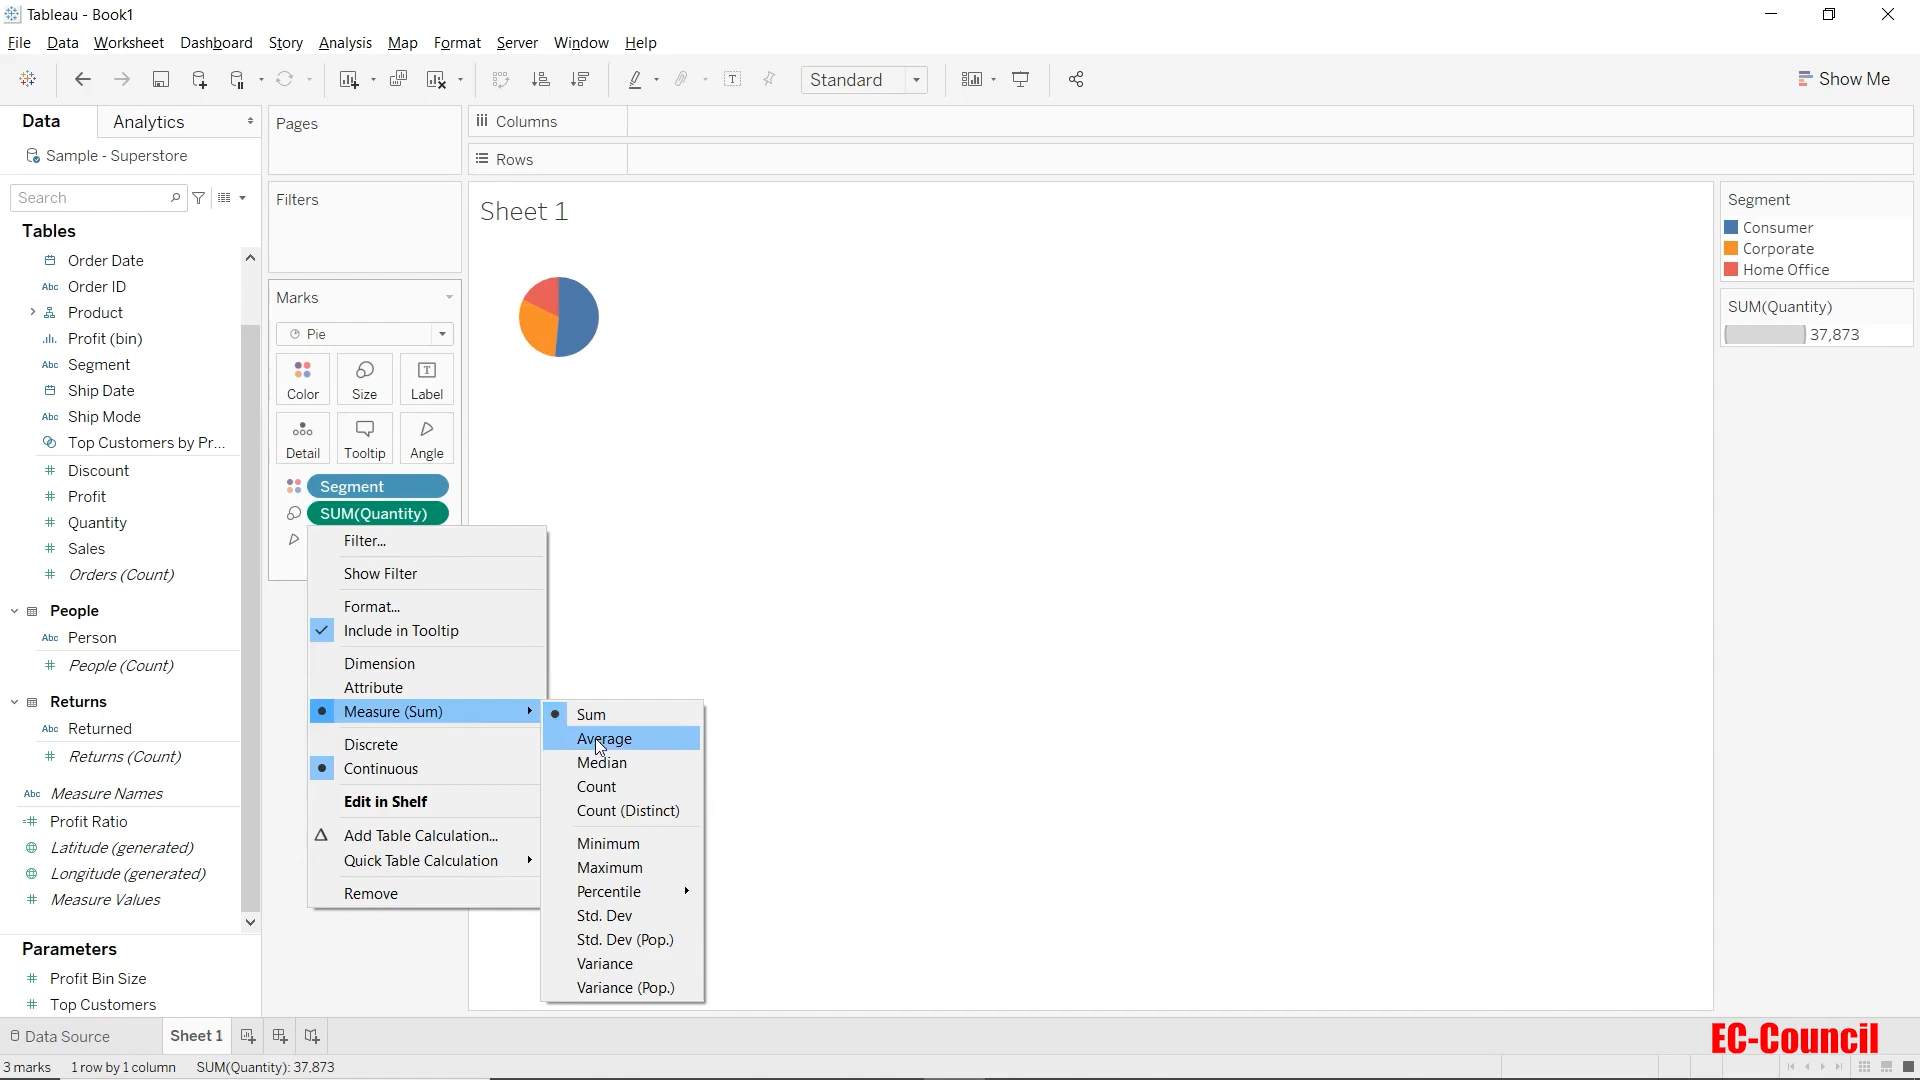 Tableau - Book1
File Data Worksheet Dashboard Story Analysis Map Format Server Window Help
Standard
Show Me
Data
Analytics
Sample - Superstore
Search
Tables
Order Date
Abc Order ID
Product
Profit (bin)
Abc Segment
Ship Date
Abc Ship Mode
Top Customers by Pr...
Discount
Profit
Quantity
Sales
Orders (Count)
People
Abc Person
People (Count)
Returns
Abc Returned
Returns (Count)
Abc Measure Names
Profit Ratio
Latitude (generated)
Longitude (generated)
Measure Values
Parameters
Profit Bin Size
Top Customers
Pages
Filters
Marks
Pie
Color
Size
Label
Detail
Tooltip
Angle
Segment
SUM(Quantity)
Filter...
Show Filter
Format...
Include in Tooltip
Dimension
Attribute
Measure (Sum)
Discrete
Continuous
Edit in Shelf
Add Table Calculation...
Quick Table Calculation
Remove
Sum
Average
Median
Count
Count (Distinct)
Minimum
Maximum
Percentile
Std. Dev
Std. Dev (Pop.)
Variance
Variance (Pop.)
Columns
Rows
Sheet 1
Segment
Consumer
Corporate
Home Office
SUM(Quantity)
37,873
Data Source
Sheet 1
EC-Council
3 marks 1 row by 1 column SUM(Quantity): 37,873